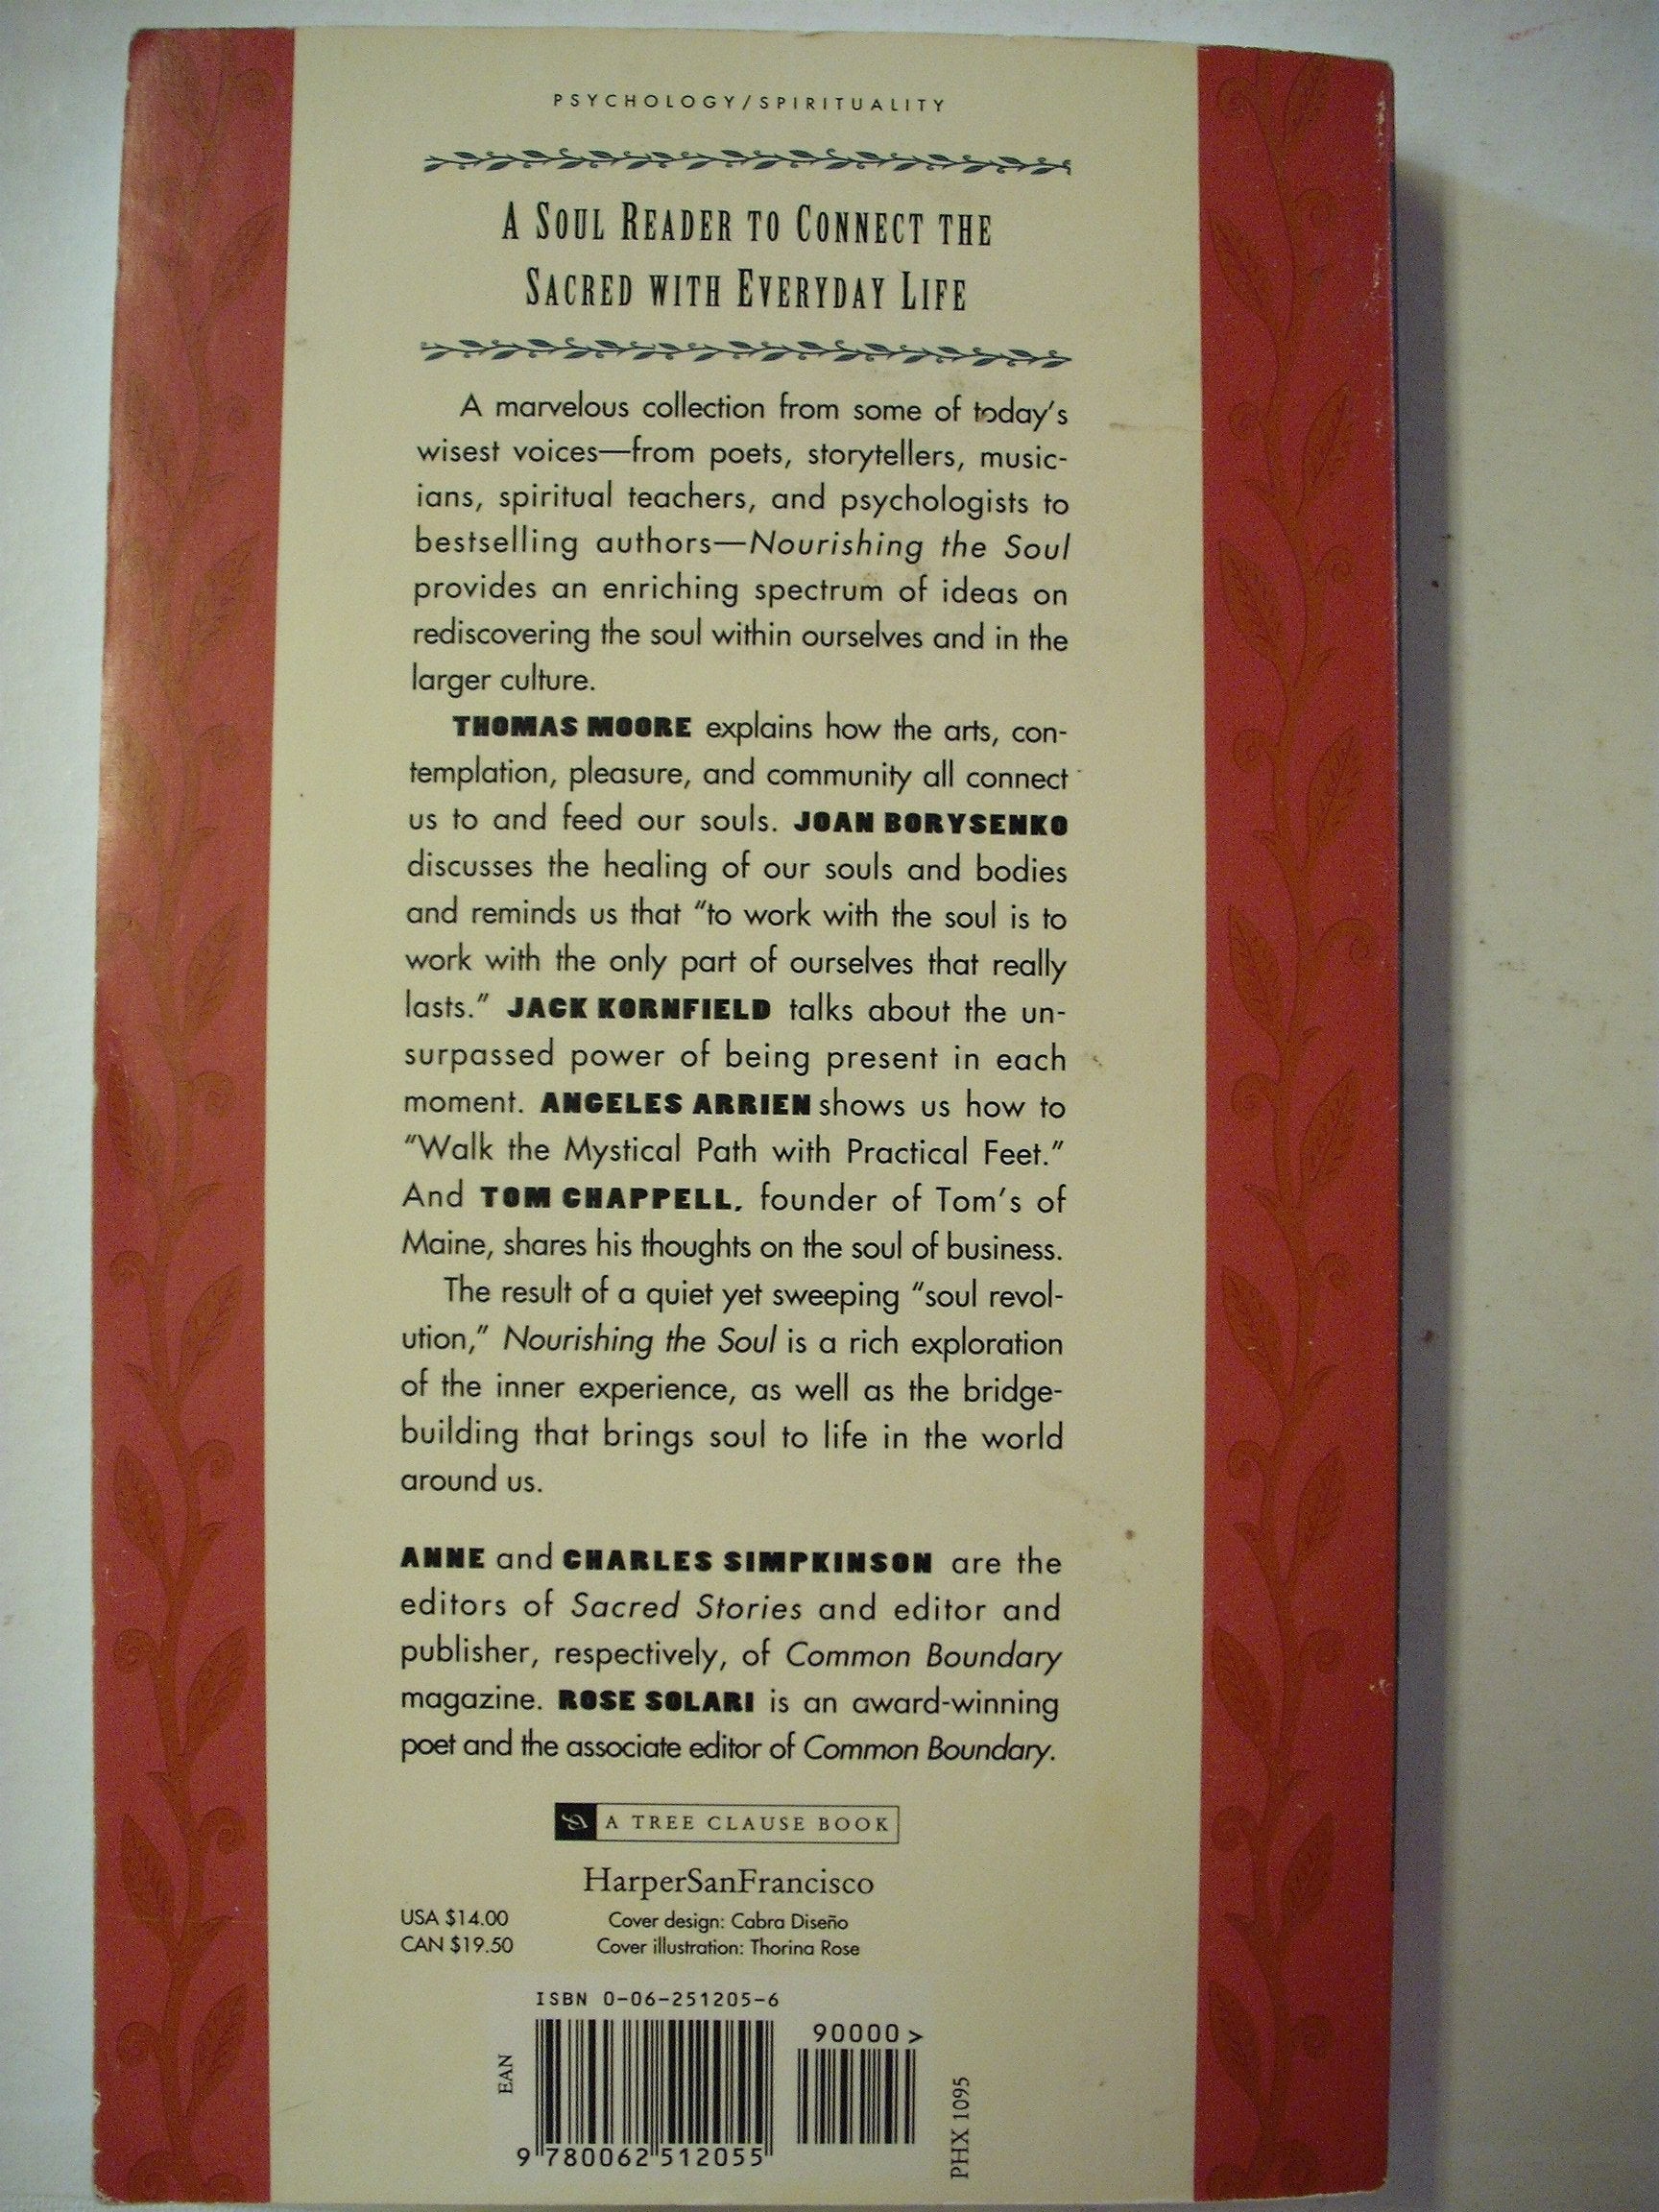 PSYCHOLOGY/SPIRITUALITY
A SOUL READER TO CONNECT THE
SACRED WITH EVERYDAY LIFE
A marvelous collection from some of today's
wisest voices—from poets, storytellers, music-
ians, spiritual teachers, and psychologists to
bestselling authors—Nourishing the Soul
provides an enriching spectrum of ideas on
rediscovering the soul within ourselves and in the
larger culture.
THOMAS MOORE explains how the arts, con-
templation, pleasure, and community all connect
us to and feed our souls. JOAN BORYSENKO
discusses the healing of our souls and bodies
and reminds us that "to work with the soul is to
work with the only part of ourselves that really
lasts." JACK KORNFIELD talks about the un-
surpassed power of being present in each
moment. ANGELES ARRIEN shows us how to
"Walk the Mystical Path with Practical Feet."
And TOM CHAPPELL, founder of Tom's of
Maine, shares his thoughts on the soul of business.
The result of a quiet yet sweeping "soul revol-
ution," Nourishing the Soul is a rich exploration
of the inner experience, as well as the bridge-
building that brings soul to life in the world
around us.
ANNE and CHARLES SIMPKINSON are the
editors of Sacred Stories and editor and
publisher, respectively, of Common Boundary
magazine. ROSE SOLARI is an award-winning
poet and the associate editor of Common Boundary.
A TREE CLAUSE BOOK
HarperSanFrancisco
USA $14.00
CAN $19.50
Cover design: Cabra Diseño
Cover illustration: Thorina Rose
ISBN 0-06-251205-6
90000>
EAN
9 780062 512055
PHX 1095